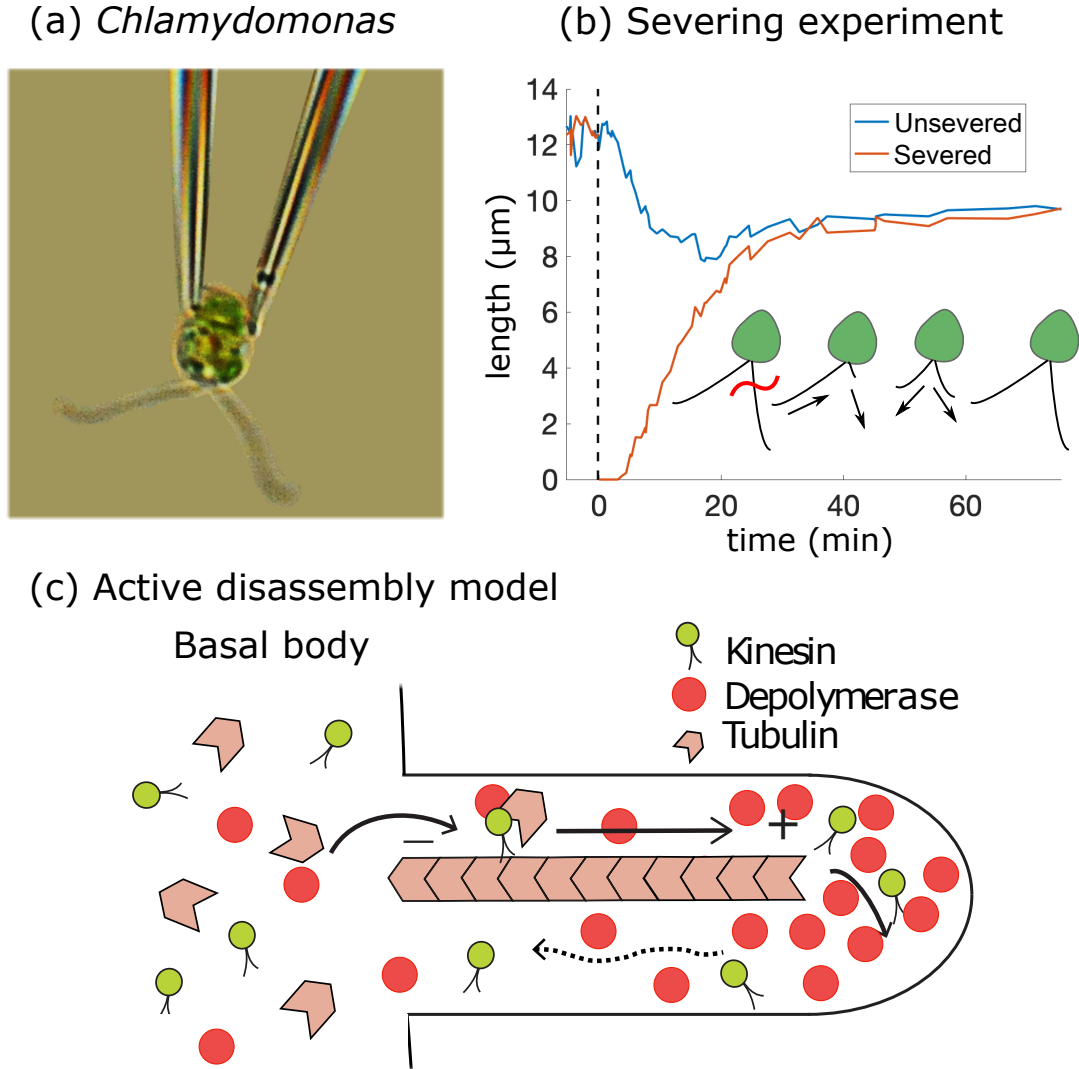 (a) Chlamydomonas
(b) Severing experiment
14
12
10
8
6
4
2
0
length (μm)
Unsevered
Severed
0
20
40
60
time (min)
(c) Active disassembly model
Basal body
Kinesin
Depolymerase
Tubulin
−
+